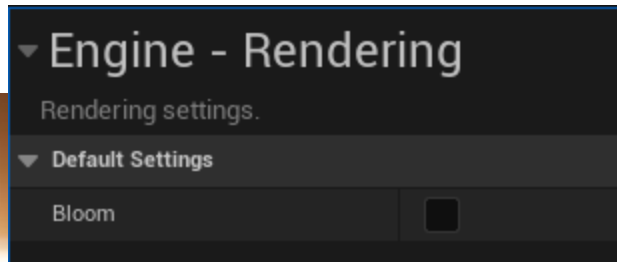 Engine - Rendering
Rendering settings.
Default Settings
Bloom